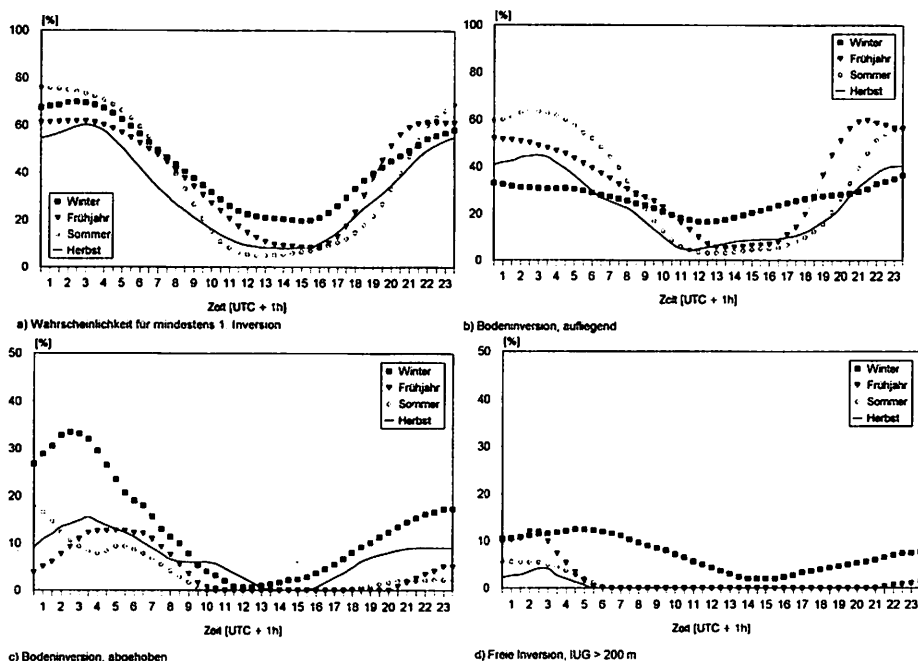 [%]
100
80
60
40
20
0
Winter
Frühjahr
Sommer
Herbst
1 2 3 4 5 6 7 8 9 10 11 12 13 14 15 16 17 18 19 20 21 22 23
Zeit [UTC + 1h]
a) Wahrscheinlichkeit für mindestens 1. Inversion
[%]
100
80
60
40
20
0
Winter
Frühjahr
Sommer
Herbst
1 2 3 4 5 6 7 8 9 10 11 12 13 14 15 16 17 18 19 20 21 22 23
Zeit [UTC + 1h]
b) Bodeninversion, aufliegend
[%]
50
40
30
20
10
0
Winter
Frühjahr
Sommer
Herbst
1 2 3 4 5 6 7 8 9 10 11 12 13 14 15 16 17 18 19 20 21 22 23
Zeit [UTC + 1h]
c) Bodeninversion, abgehoben
[%]
50
40
30
20
10
0
Winter
Frühjahr
Sommer
Herbst
1 2 3 4 5 6 7 8 9 10 11 12 13 14 15 16 17 18 19 20 21 22 23
Zeit [UTC + 1h]
d) Freie Inversion, IUG > 200 m